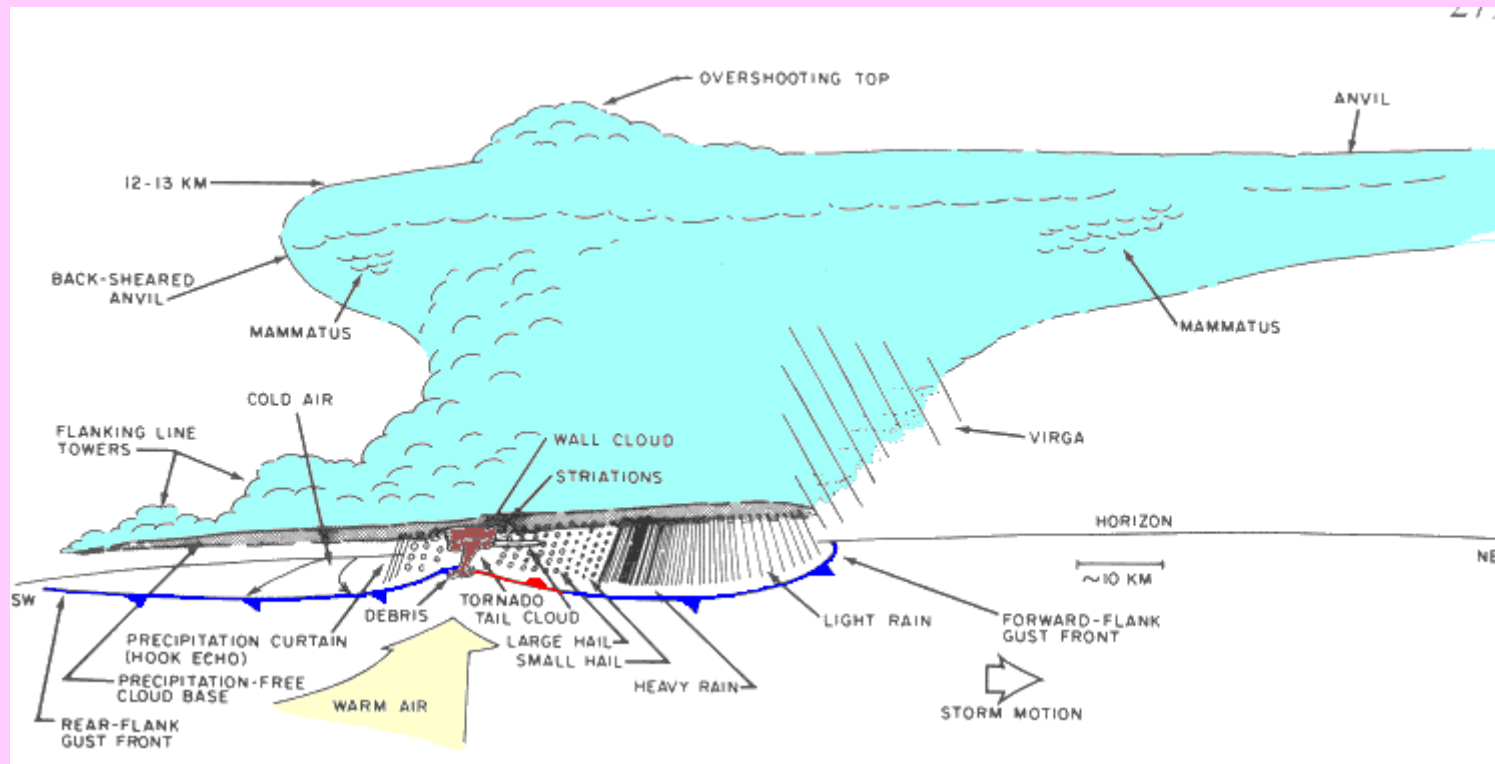 OVERSHOOTING TOP
ANVIL
12-13 KM
BACK-SHEARED
ANVIL
MAMMATUS
MAMMATUS
COLD AIR
FLANKING LINE
TOWERS
WALL CLOUD
VIRGA
STRIATIONS
HORIZON
~10 KM
SW
DEBRIS
TORNADO
TAIL CLOUD
LIGHT RAIN
FORWARD-FLANK
GUST FRONT
PRECIPITATION CURTAIN
(HOOK ECHO)
LARGE HAIL
SMALL HAIL
PRECIPITATION-FREE
CLOUD BASE
HEAVY RAIN
WARM AIR
STORM MOTION
REAR-FLANK
GUST FRONT